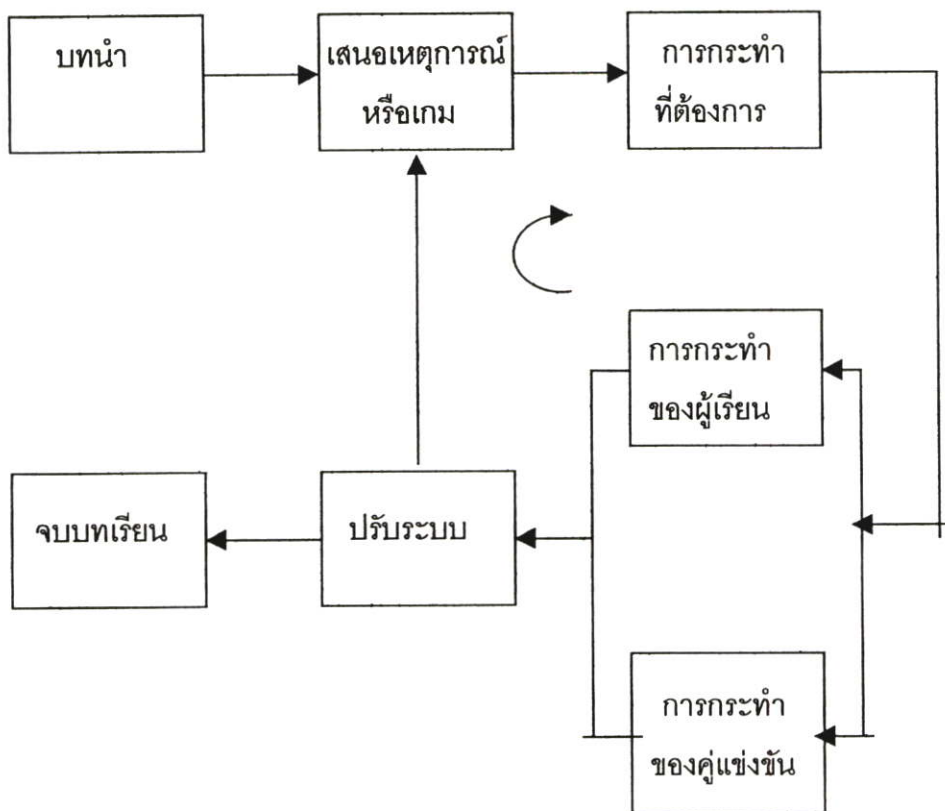 บทนำ
เสนอเหตุการณ์
หรือเกม
การกระทำ
ที่ต้องการ
การกระทำ
ของผู้เรียน
จบบทเรียน
ปรับระบบ
การกระทำ
ของคู่แข่งขัน